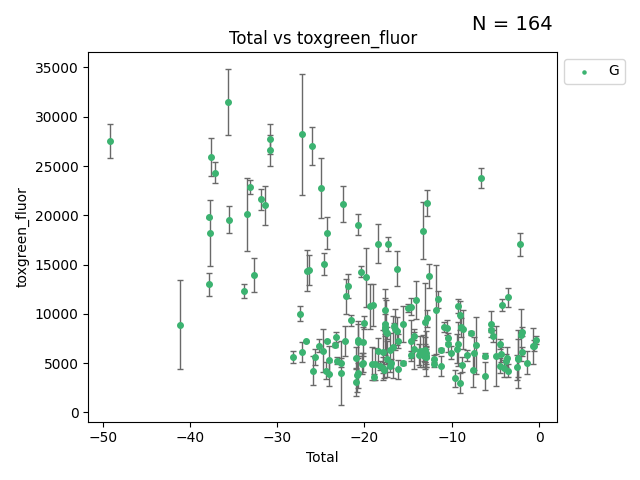 N = 164
Total vs toxgreen_fluor
G
toxgreen_fluor
35000
30000
25000
20000
15000
10000
5000
0
−50 −40 −30 −20 −10 0
Total